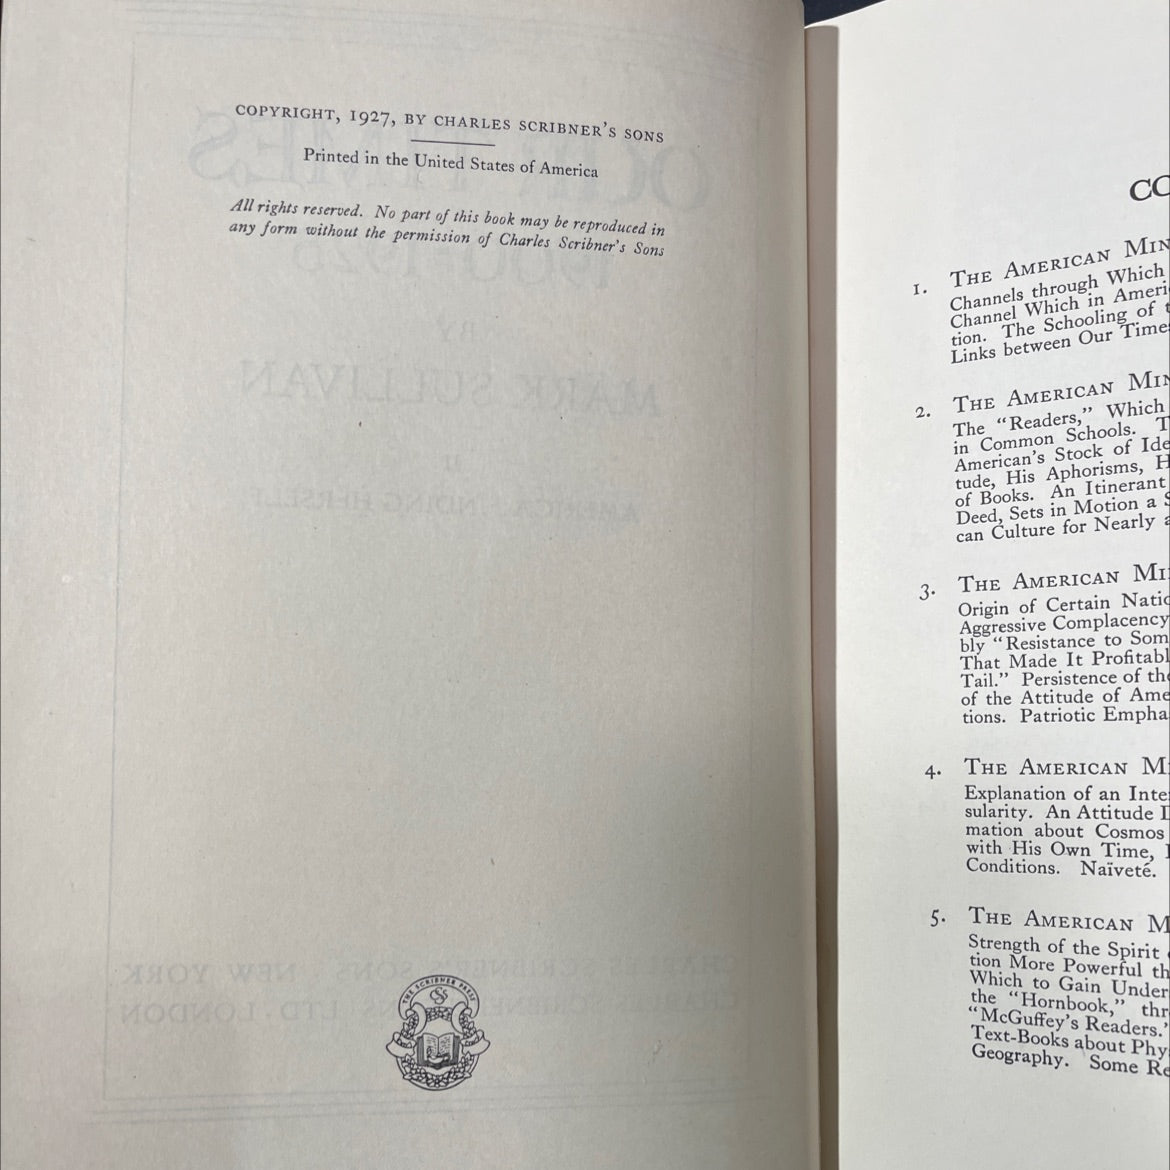 COPYRIGHT, 1927, BY CHARLES SCRIBNER'S SONS
Printed in the United States of America
All rights reserved. No part of this book may be reproduced in
any form without the permission of Charles Scribner's Sons
THE SCRIBNER PRESS
CO
1. THE AMERICAN MIN
Channels through Which
Channel Which in Ameri
tion. The Schooling of t
Links between Our Times
2. THE AMERICAN MIN
The "Readers," Which
in Common Schools. T
American's Stock of Ide
tude, His Aphorisms, H
of Books. An Itinerant
Deed, Sets in Motion a S
can Culture for Nearly a
3. THE AMERICAN MI
Origin of Certain Natio
Aggressive Complacency
bly "Resistance to Som
That Made It Profitabl
Tail." Persistence of the
of the Attitude of Ame
tions. Patriotic Empha
4. THE AMERICAN M
Explanation of an Inte
sularity. An Attitude D
mation about Cosmos
with His Own Time,
Conditions. Naïveté.
5. THE AMERICAN M
Strength of the Spirit
tion More Powerful th
Which to Gain Under
the "Hornbook," thr
"McGuffey's Readers."
Text-Books about Phy
Geography. Some Re